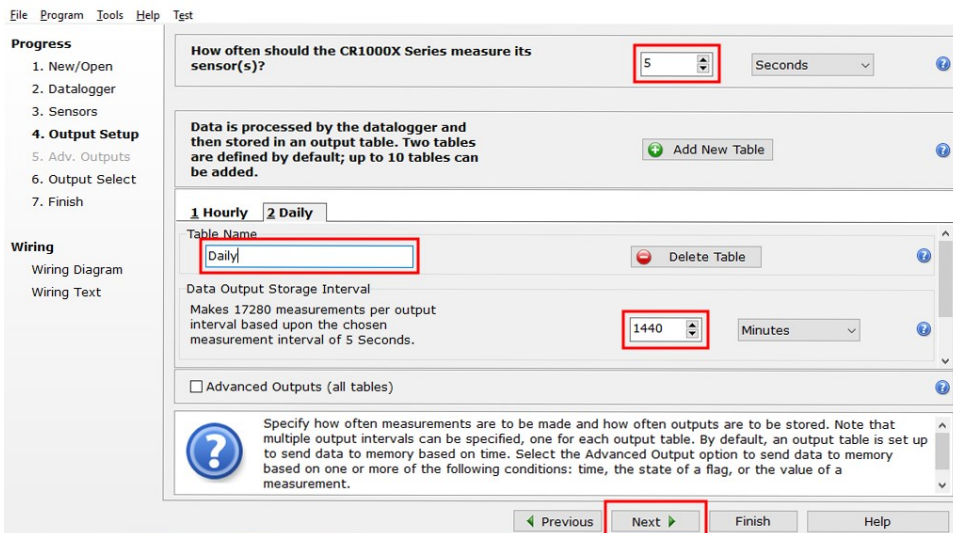 File Program Tools Help Test
Progress
1. New/Open
2. Datalogger
3. Sensors
4. Output Setup
5. Adv. Outputs
6. Output Select
7. Finish
Wiring
Wiring Diagram
Wiring Text
How often should the CR1000X Series measure its
sensor(s)?
5
Seconds
Data is processed by the datalogger and
then stored in an output table. Two tables
are defined by default; up to 10 tables can
be added.
Add New Table
1 Hourly 2 Daily
Table Name
Daily
Delete Table
Data Output Storage Interval
Makes 17280 measurements per output
interval based upon the chosen
measurement interval of 5 Seconds.
1440
Minutes
Advanced Outputs (all tables)
Specify how often measurements are to be made and how often outputs are to be stored. Note that
multiple output intervals can be specified, one for each output table. By default, an output table is set up
to send data to memory based on time. Select the Advanced Output option to send data to memory
based on one or more of the following conditions: time, the state of a flag, or the value of a
measurement.
Previous Next Finish Help